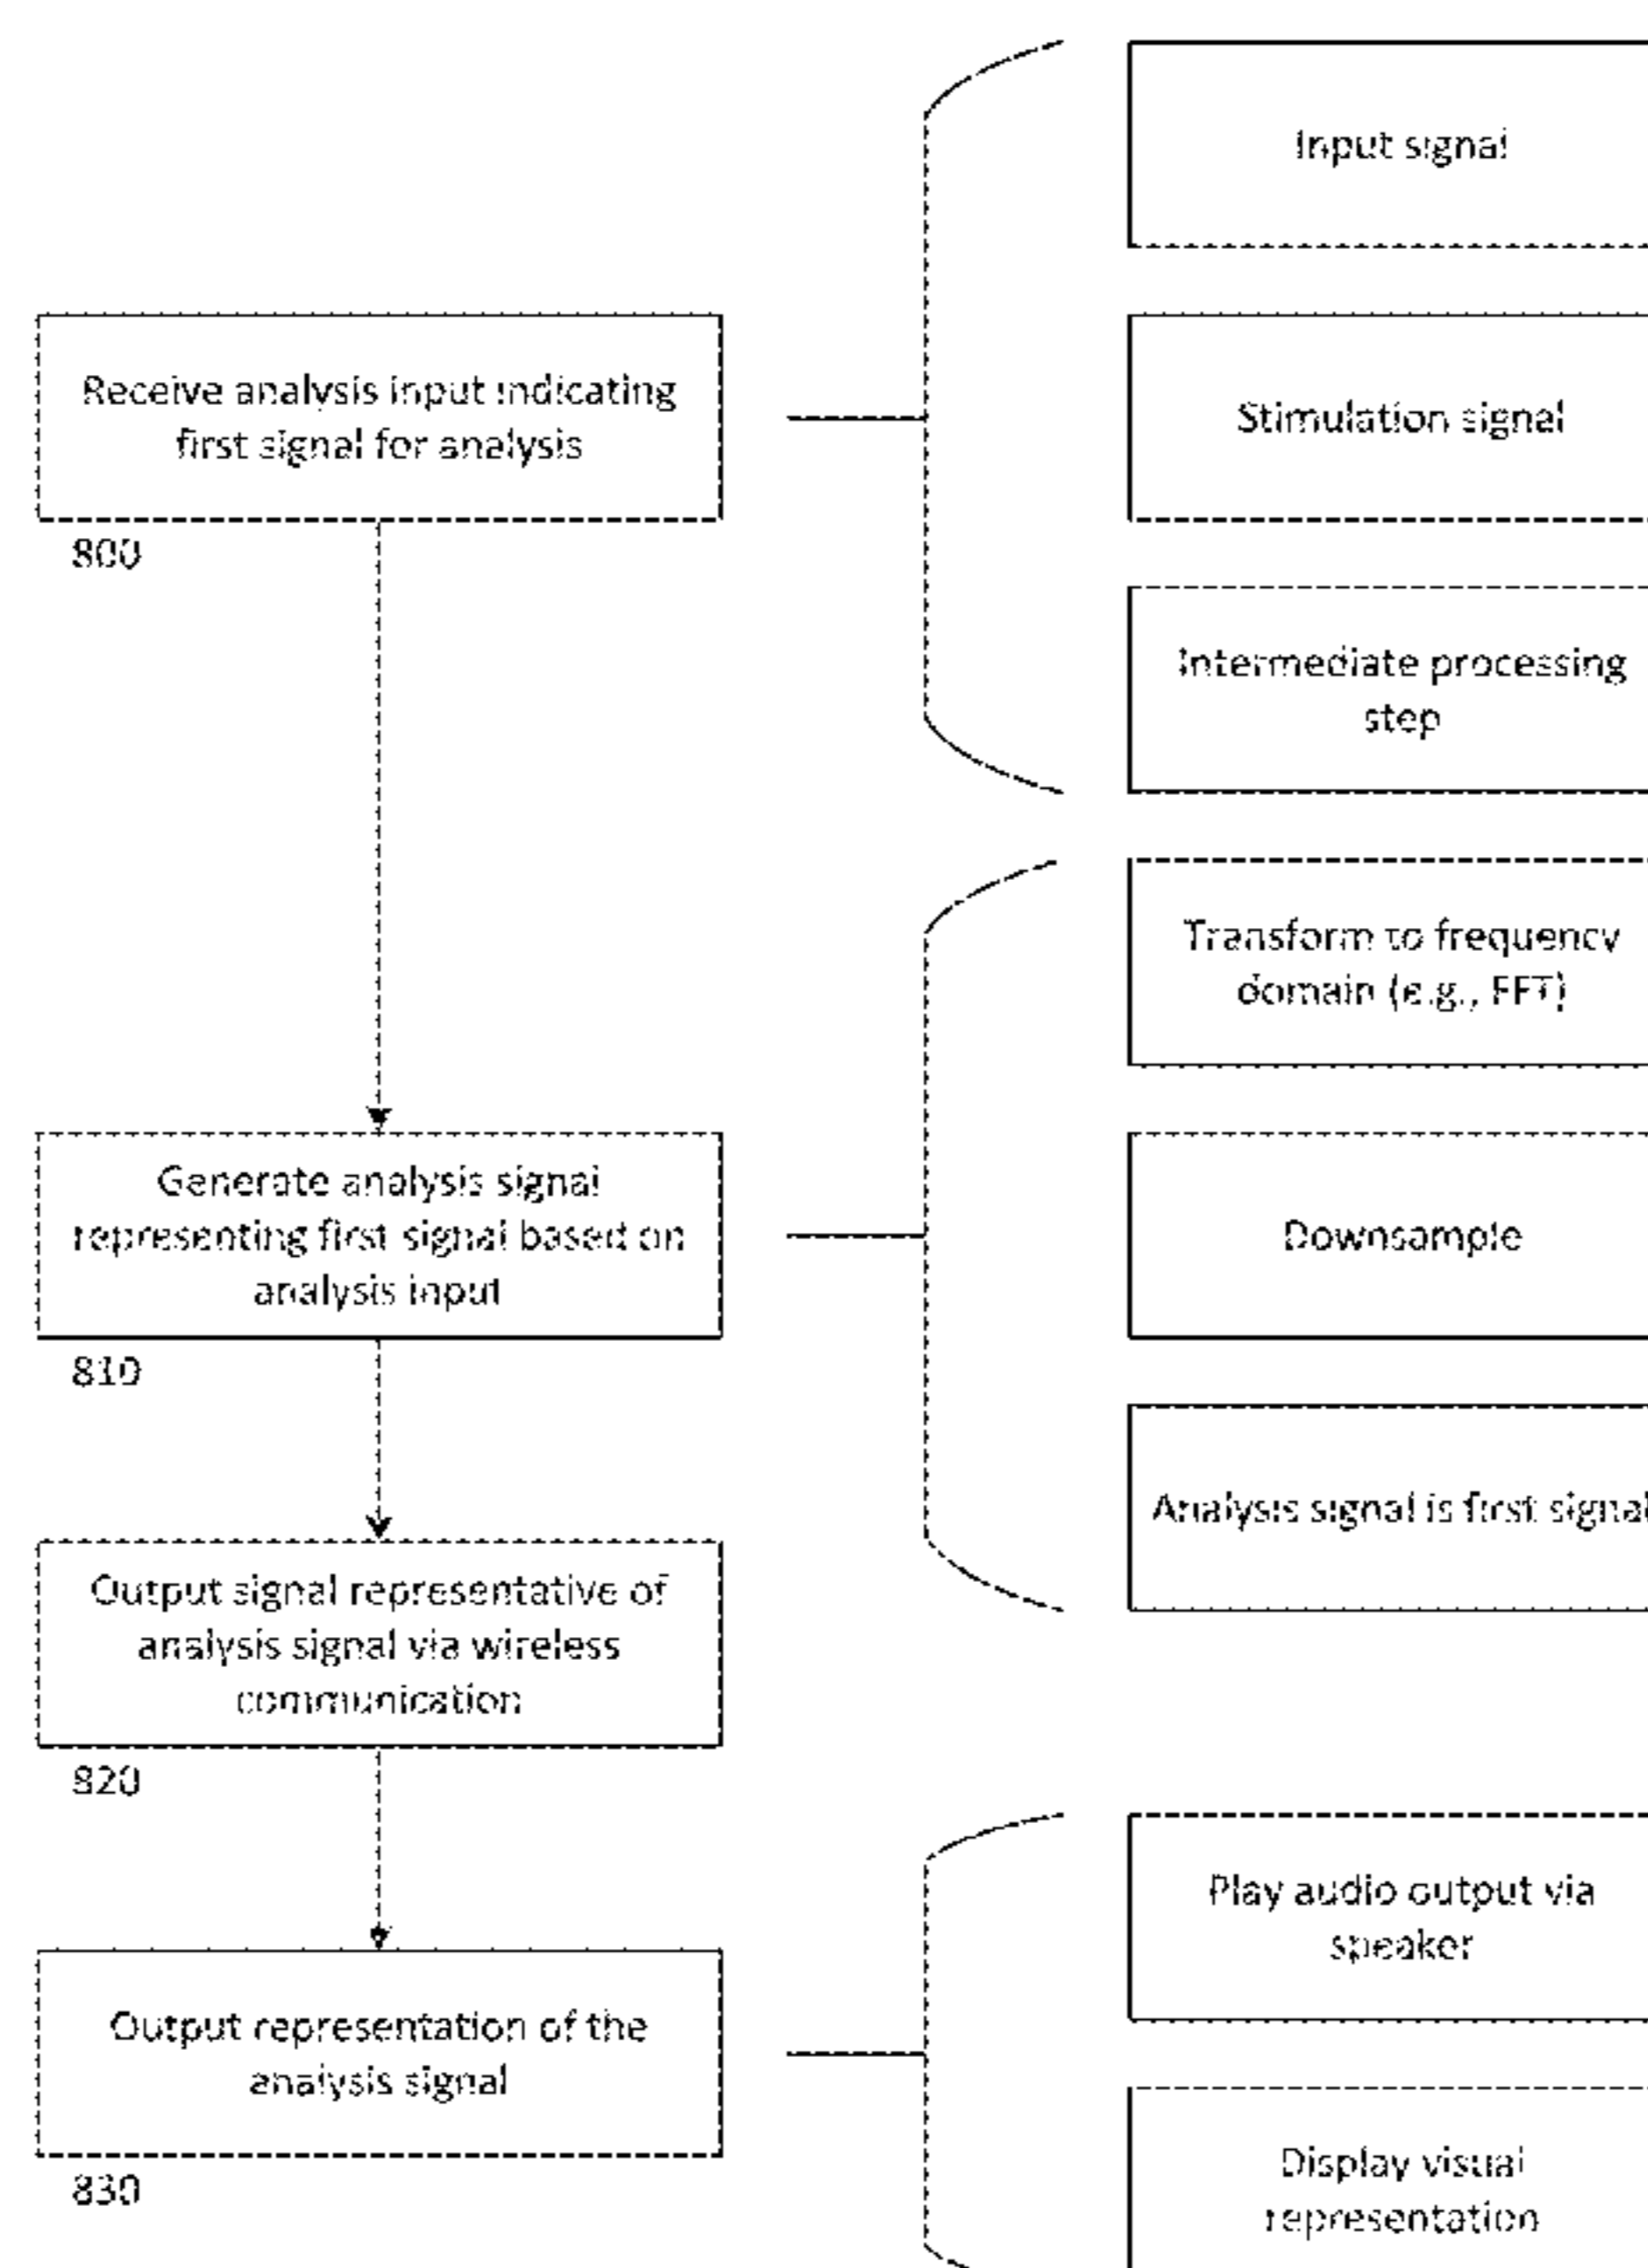 Input signal
Receive analysis input indicating
first signal for analysis
800
Stimulation signal
Intermediate processing
step
Transform to frequency
domain (e.g., FFT)
Generate analysis signal
representing first signal based on
analysis input
810
Downsample
Analysis signal is first signal
Output signal representative of
analysis signal via wireless
communication
820
Play audio output via
speaker
Output representation of the
analysis signal
830
Display visual
representation